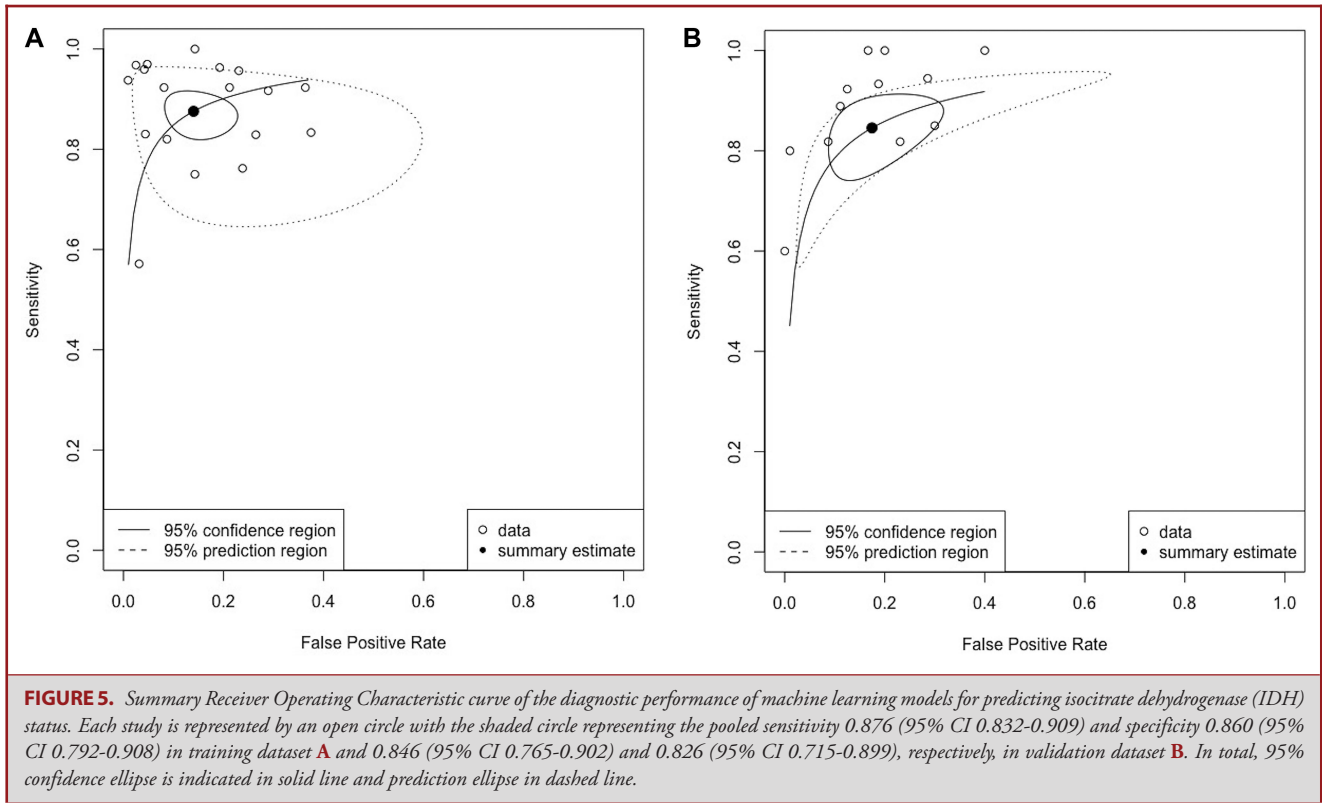 A
Sensitivity
1.0
0.8
0.6
0.4
0.2
0.0
95% confidence region
95% prediction region
data
summary estimate
0.0 0.2 0.4 0.6 0.8 1.0
False Positive Rate
B
Sensitivity
1.0
0.8
0.6
0.4
0.2
0.0
95% confidence region
95% prediction region
data
summary estimate
0.0 0.2 0.4 0.6 0.8 1.0
False Positive Rate
FIGURE 5. Summary Receiver Operating Characteristic curve of the diagnostic performance of machine learning models for predicting isocitrate dehydrogenase (IDH)
status. Each study is represented by an open circle with the shaded circle representing the pooled sensitivity 0.876 (95% CI 0.832-0.909) and specificity 0.860 (95%
CI 0.792-0.908) in training dataset A and 0.846 (95% CI 0.765-0.902) and 0.826 (95% CI 0.715-0.899), respectively, in validation dataset B. In total, 95%
confidence ellipse is indicated in solid line and prediction ellipse in dashed line.